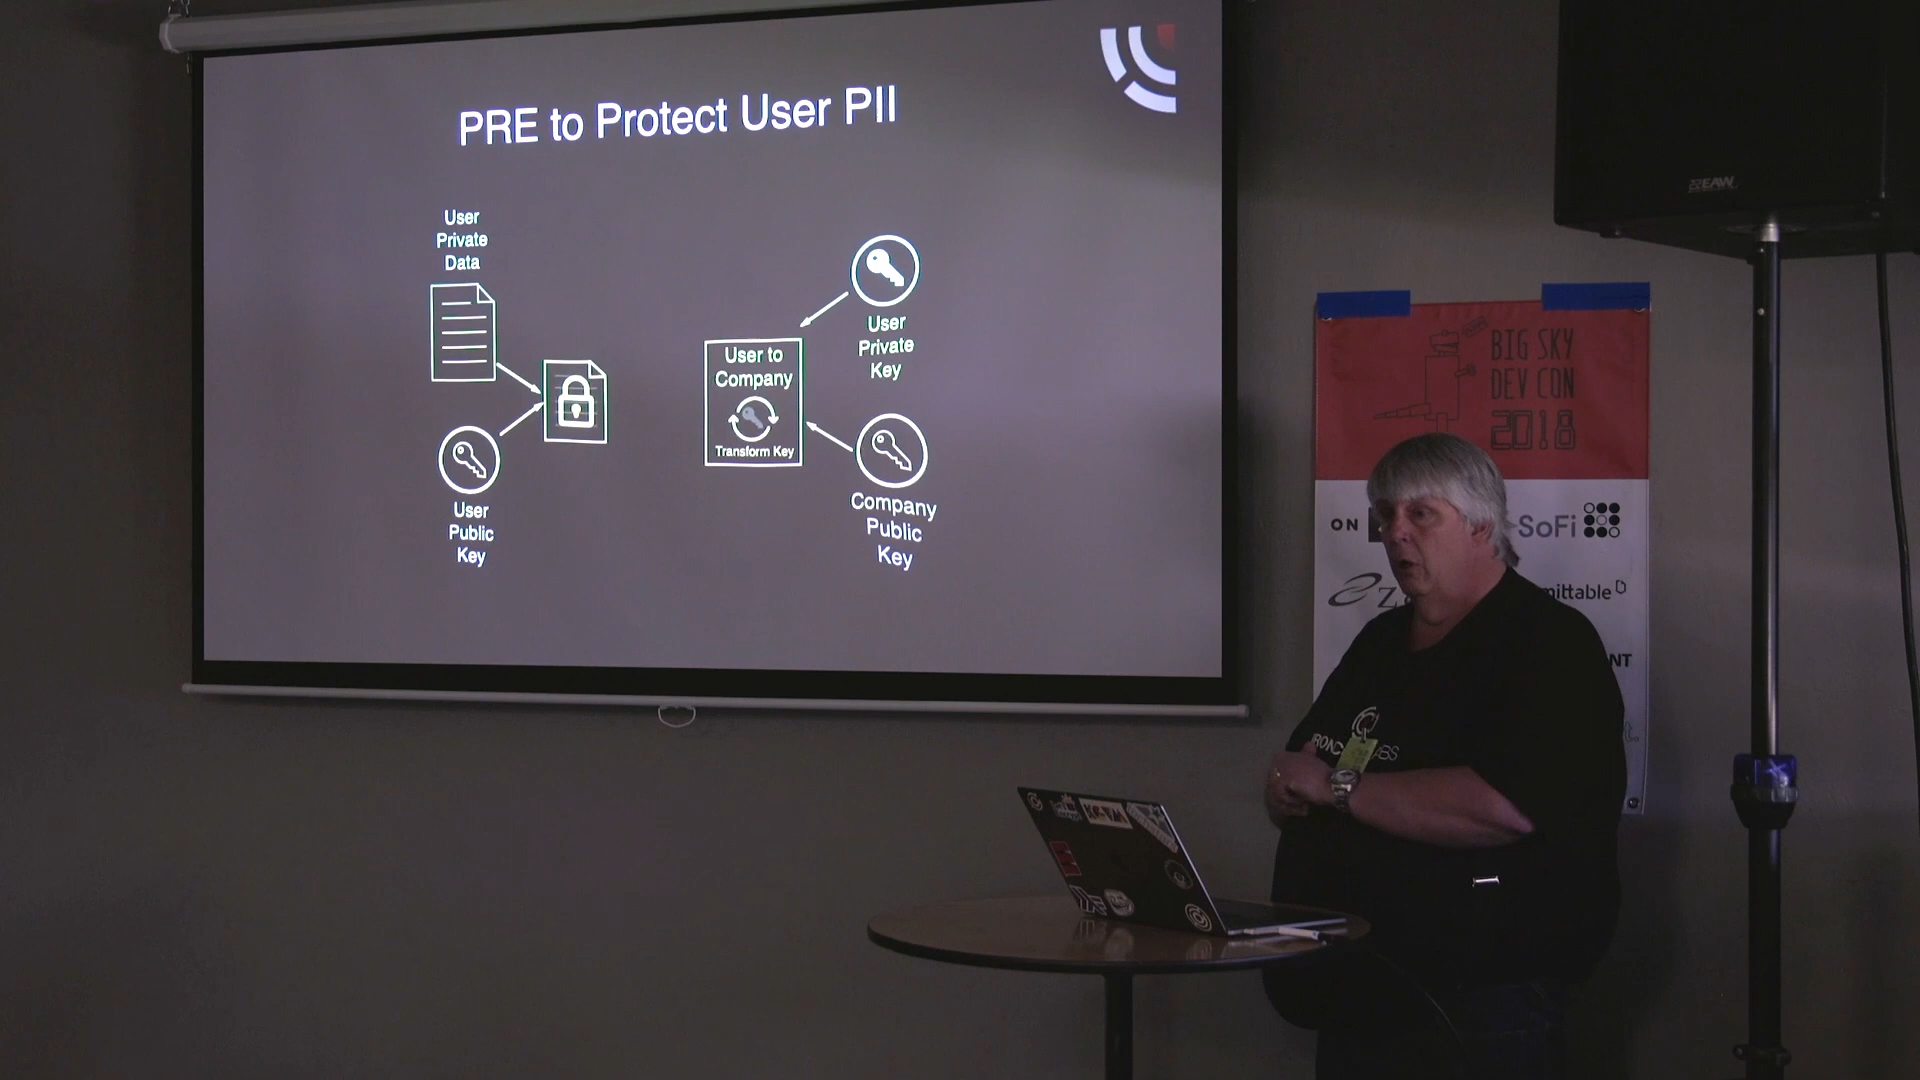 PRE to Protect User PII
User
Private
Data
User
Public
Key
User to
Company
Transform Key
User
Private
Key
Company
Public
Key
EAW
BIG SKY
DEV CON
2018
ON
SoFi
mittable
NT